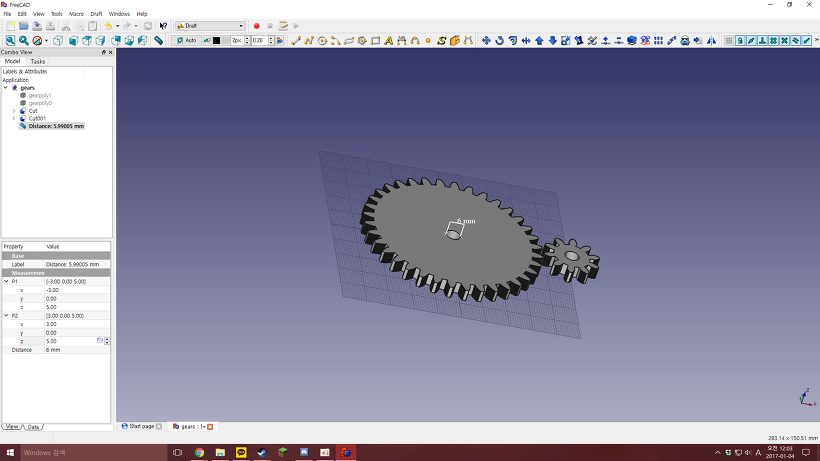 FreeCAD
File Edit View Tools Macro Draft Windows Help
Draft
Auto 2px 0.20
Combo View
Model Tasks
Labels & Attributes
Application
gears
gearpoly1
gearpoly0
Cut
Cut001
Distance: 5.99005 mm
6 mm
Property Value
Base
Label Distance: 5.99005 mm
Measuremen
P1 [-3.00 0.00 5.00]
x -3.00
y 0.00
z 5.00
P2 [3.00 0.00 5.00]
x 3.00
y 0.00
z 5.00
Distance 6 mm
View Data
Start page gears : 1*
283.14 x 150.51 mm
Windows 검색
A 오전 12:03
2017-01-04